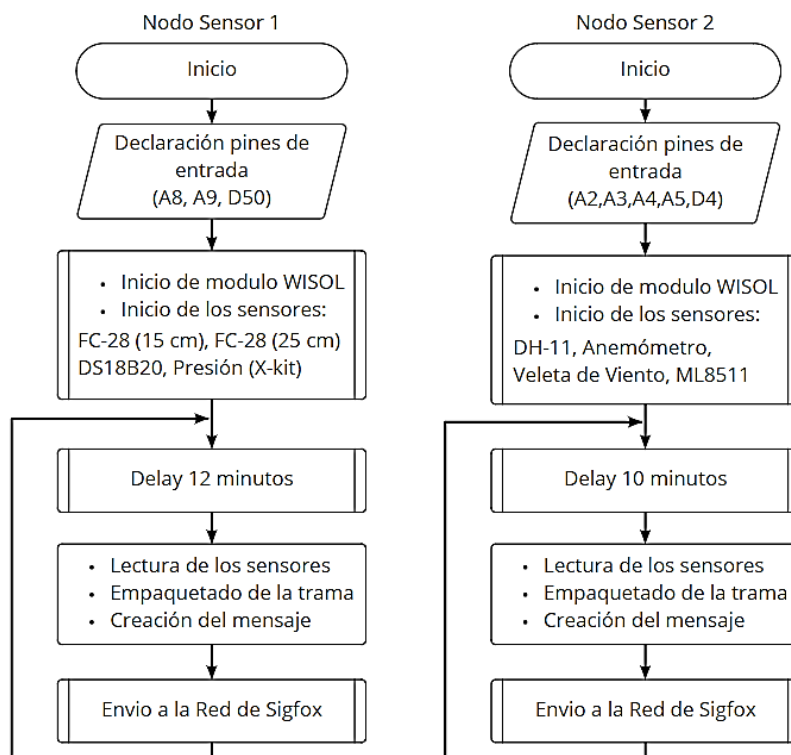 Nodo Sensor 1
Inicio
Declaración pines de
entrada
(A8, A9, D50)
• Inicio de modulo WISOL
• Inicio de los sensores:
FC-28 (15 cm), FC-28 (25 cm)
DS18B20, Presión (X-kit)
Delay 12 minutos
• Lectura de los sensores
• Empaquetado de la trama
• Creación del mensaje
Envio a la Red de Sigfox
Nodo Sensor 2
Inicio
Declaración pines de
entrada
(A2,A3,A4,A5,D4)
• Inicio de modulo WISOL
• Inicio de los sensores:
DH-11, Anemómetro,
Veleta de Viento, ML8511
Delay 10 minutos
• Lectura de los sensores
• Empaquetado de la trama
• Creación del mensaje
Envio a la Red de Sigfox